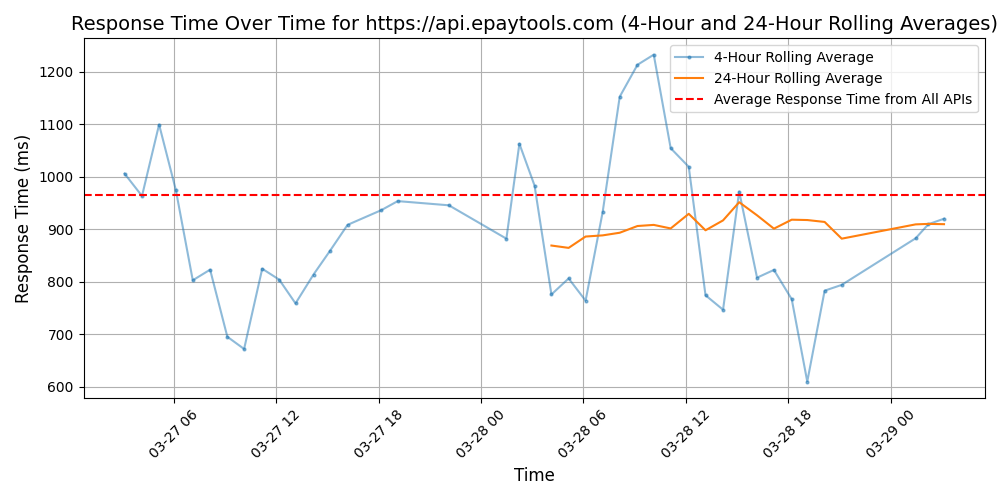 Response Time Over Time for https://api.epaytools.com (4-Hour and 24-Hour Rolling Averages)
4-Hour Rolling Average
24-Hour Rolling Average
Average Response Time from All APIs
Response Time (ms)
1200
1100
1000
900
800
700
600
03-27 06
03-27 12
03-27 18
03-28 00
03-28 06
03-28 12
03-28 18
03-29 00
Time